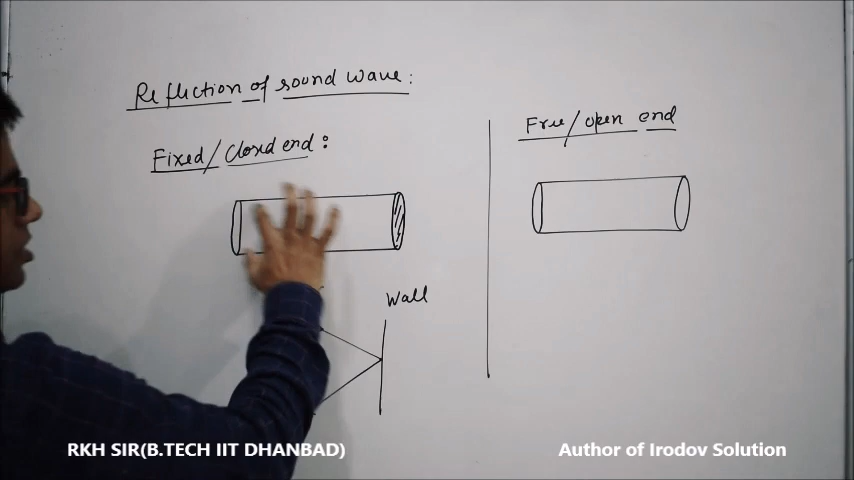 Reflection of sound wave:
Fixed/Closed end:
Free/open end
Wall
RKH SIR(B.TECH IIT DHANBAD)
Author of Irodov Solution